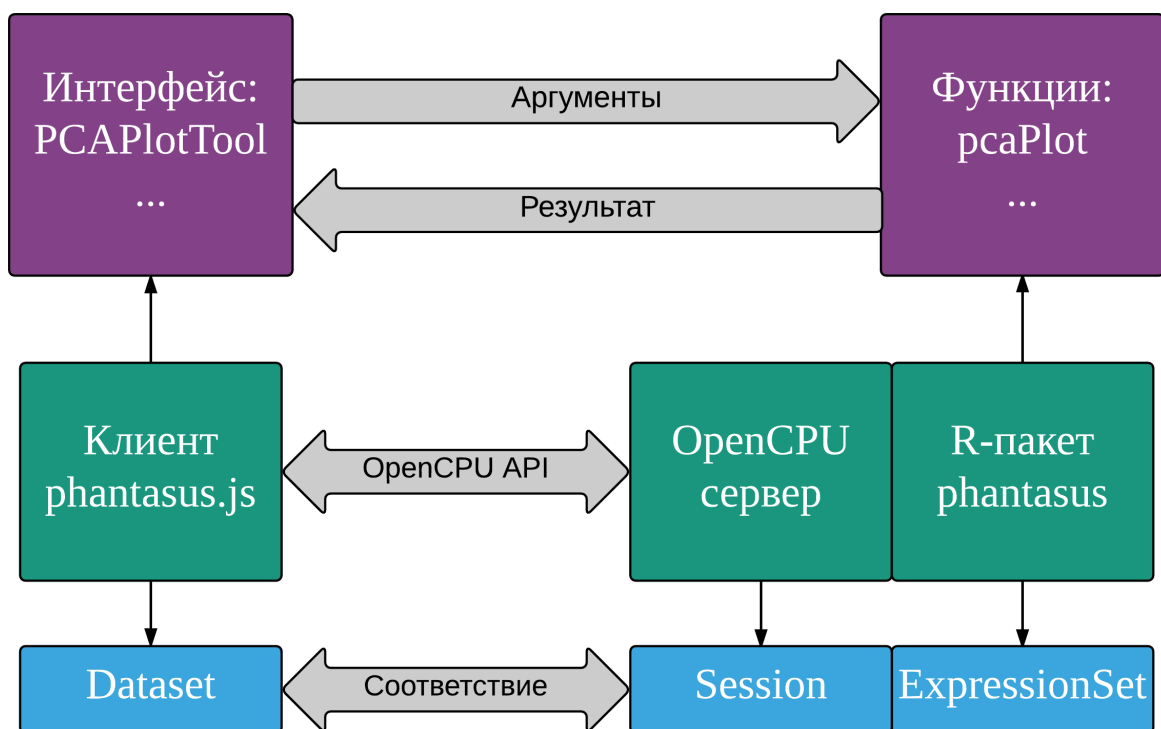 Интерфейс:
PCAPlotTool
...
Аргументы
Результат
Функции:
pcaPlot
...
Клиент
phantasus.js
OpenCPU API
OpenCPU
сервер
R-пакет
phantasus
Dataset
Соответствие
Session
ExpressionSet